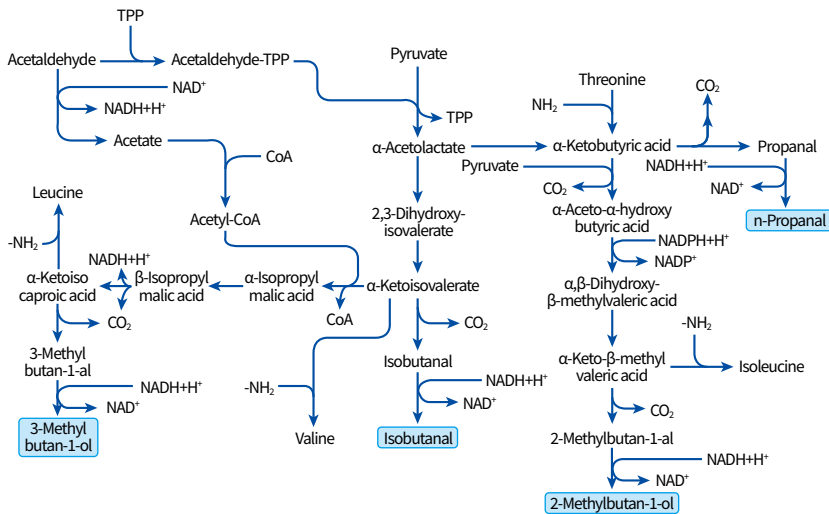 TPP
Acetaldehyde
Acetaldehyde-TPP
Pyruvate
NAD⁺
NADH+H⁺
TPP
Acetate
CoA
α-Acetolactate
Threonine
NH₂
CO₂
α-Ketobutyric acid
Propanal
Pyruvate
CO₂
NADH+H⁺
NAD⁺
n-Propanal
Leucine
-NH₂
Acetyl-CoA
2,3-Dihydroxy-
isovalerate
α-Aceto-α-hydroxy
butyric acid
NADPH+H⁺
NADP⁺
NADH+H⁺
α-Ketoiso
caproic acid
β-Isopropyl
malic acid
α-Isopropyl
malic acid
α-Ketoisovalerate
α,β-Dihydroxy-
β-methylvaleric acid
CO₂
CoA
CO₂
-NH₂
3-Methyl
butan-1-al
Isobutanal
α-Keto-β-methyl
valeric acid
Isoleucine
NADH+H⁺
NAD⁺
-NH₂
NADH+H⁺
NAD⁺
CO₂
3-Methyl
butan-1-ol
Valine
Isobutanal
2-Methylbutan-1-al
NADH+H⁺
NAD⁺
2-Methylbutan-1-ol